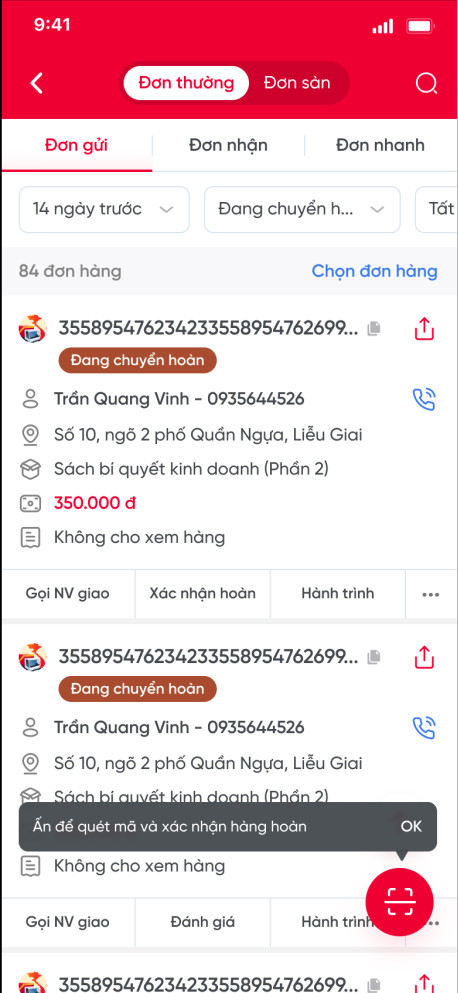 9:41
Đơn thường Đơn sàn
Đơn gửi Đơn nhận Đơn nhanh
14 ngày trước Đang chuyển h... Tất
84 đơn hàng Chọn đơn hàng
355895476234233558954762699...
Đang chuyển hoàn
Trần Quang Vinh - 0935644526
Số 10, ngõ 2 phố Quần Ngựa, Liễu Giai
Sách bí quyết kinh doanh (Phần 2)
350.000 đ
Không cho xem hàng
Gọi NV giao Xác nhận hoàn Hành trình ...
355895476234233558954762699...
Đang chuyển hoàn
Trần Quang Vinh - 0935644526
Số 10, ngõ 2 phố Quần Ngựa, Liễu Giai
Sách bí quyết kinh doanh (Phần 2)
Ấn để quét mã và xác nhận hàng hoàn OK
Không cho xem hàng
Gọi NV giao Đánh giá Hành trình
355895476234233558954762699...